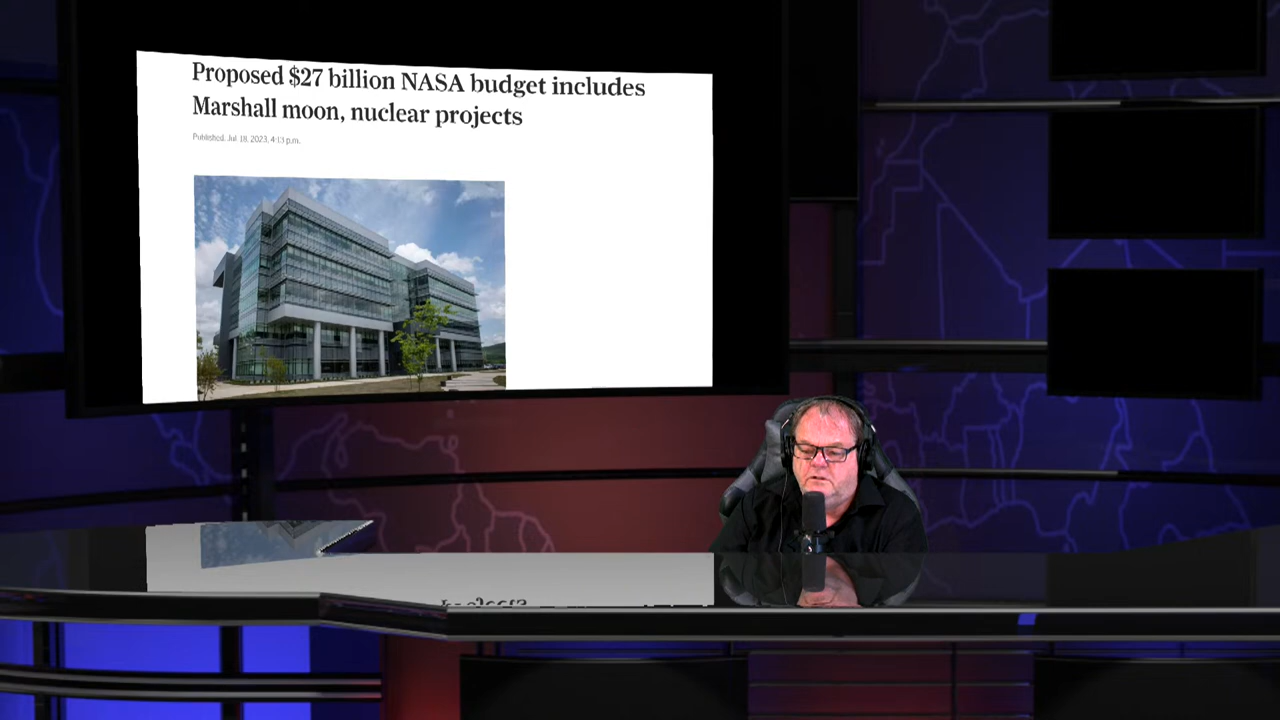 Proposed $27 billion NASA budget includes
Marshall moon, nuclear projects
Published: Jul. 18, 2023, 4:13 p.m.